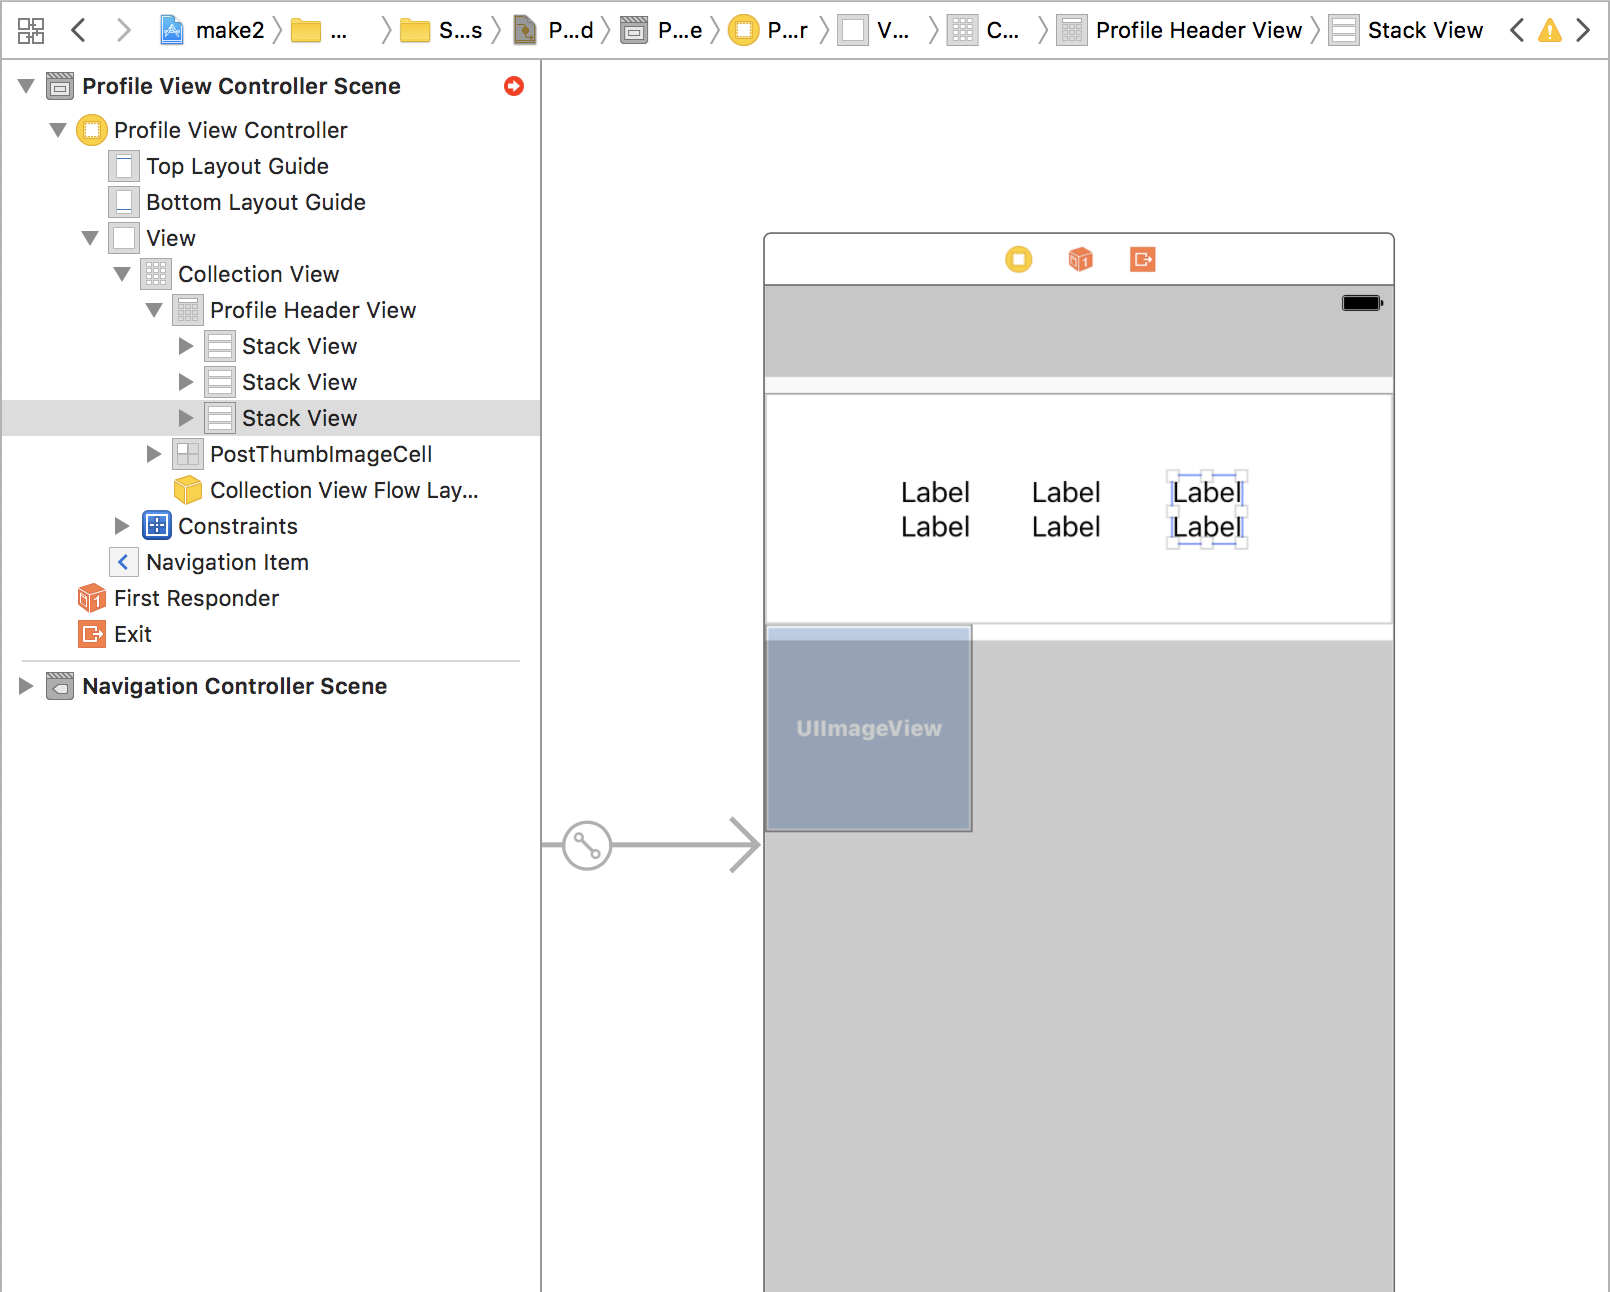 make2 ... S...s P...d P...e P...r V... C... Profile Header View Stack View
Profile View Controller Scene
Profile View Controller
Top Layout Guide
Bottom Layout Guide
View
Collection View
Profile Header View
Stack View
Stack View
Stack View
PostThumbImageCell
Collection View Flow Lay...
Constraints
Navigation Item
First Responder
Exit
Navigation Controller Scene
Label Label Label
Label Label Label
UIImageView